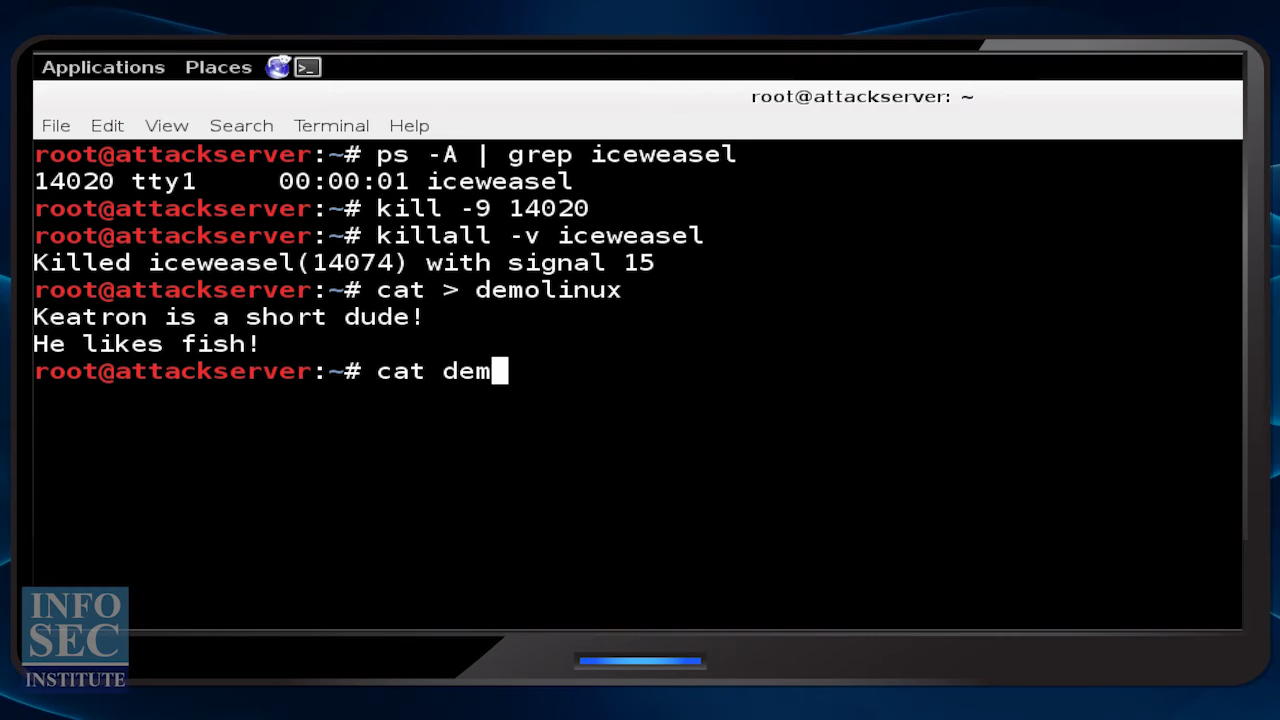 Applications Places
root@attackserver: ~
File Edit View Search Terminal Help
root@attackserver:~# ps -A | grep iceweasel
14020 tty1     00:00:01 iceweasel
root@attackserver:~# kill -9 14020
root@attackserver:~# killall -v iceweasel
Killed iceweasel(14074) with signal 15
root@attackserver:~# cat > demolinux
Keatron is a short dude!
He likes fish!
root@attackserver:~# cat dem
INFO
SEC
INSTITUTE